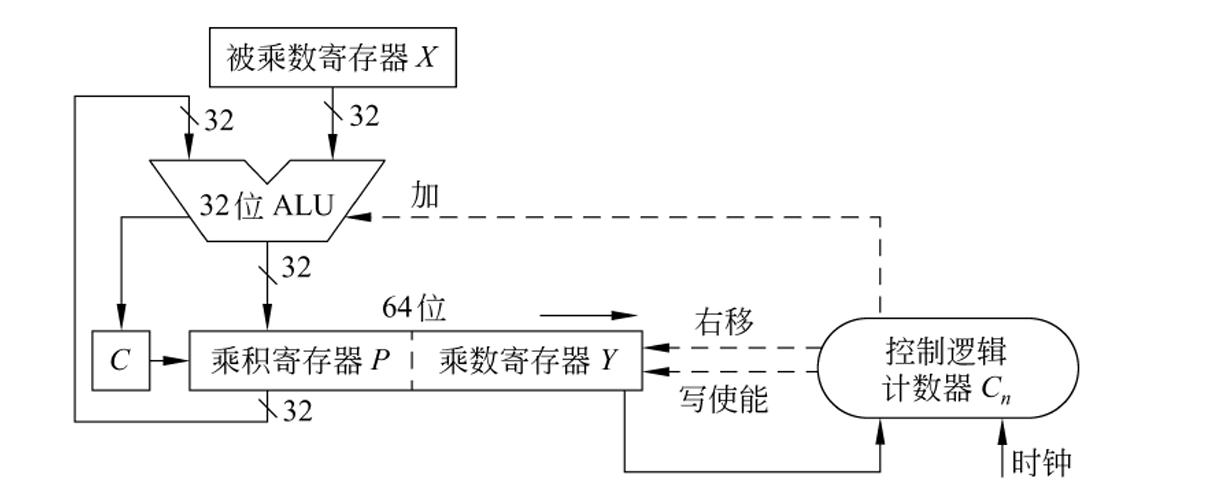 被乘数寄存器 X
32
32
32位 ALU
加
32
64位
C
乘积寄存器 P
乘数寄存器 Y
右移
写使能
控制逻辑
计数器 Cₙ
32
时钟